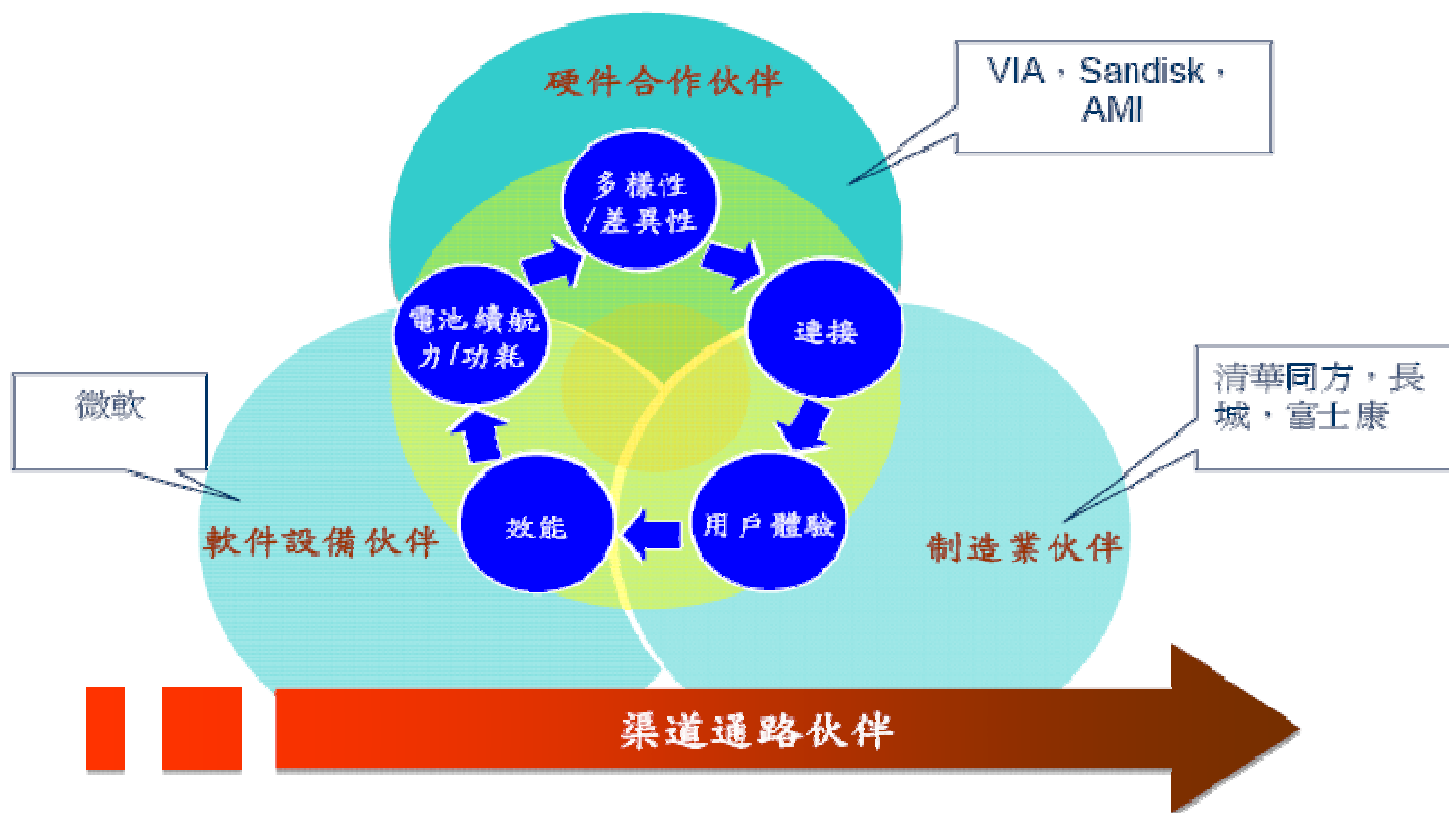 硬件合作伙伴
VIA，Sandisk，
AMI
多樣性
/差異性
電池續航
力/功耗
連接
微軟
清華同方，長
城，富士康
效能
用戶體驗
軟件設備伙伴
制造業伙伴
渠道通路伙伴